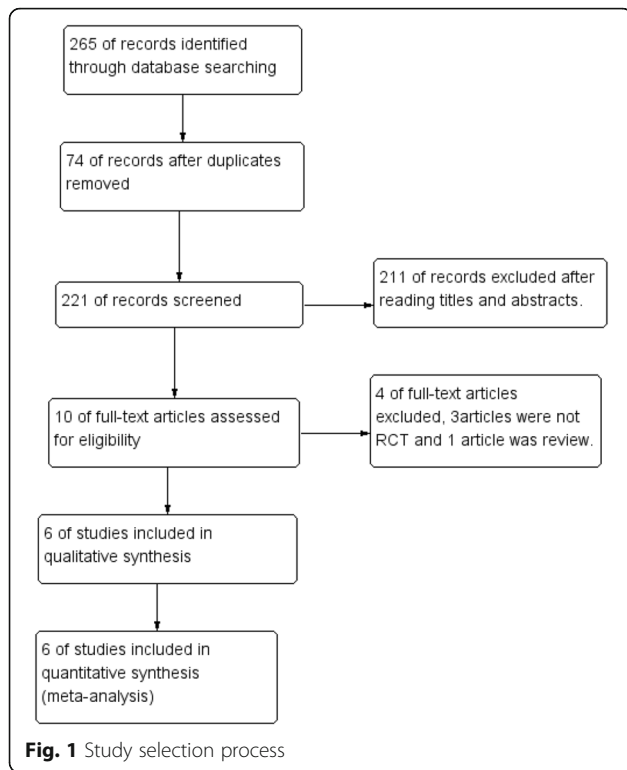 265 of records identified
through database searching
74 of records after duplicates
removed
221 of records screened
211 of records excluded after
reading titles and abstracts.
10 of full-text articles assessed
for eligibility
4 of full-text articles
excluded, 3articles were not
RCT and 1 article was review.
6 of studies included in
qualitative synthesis
6 of studies included in
quantitative synthesis
(meta-analysis)
Fig. 1 Study selection process